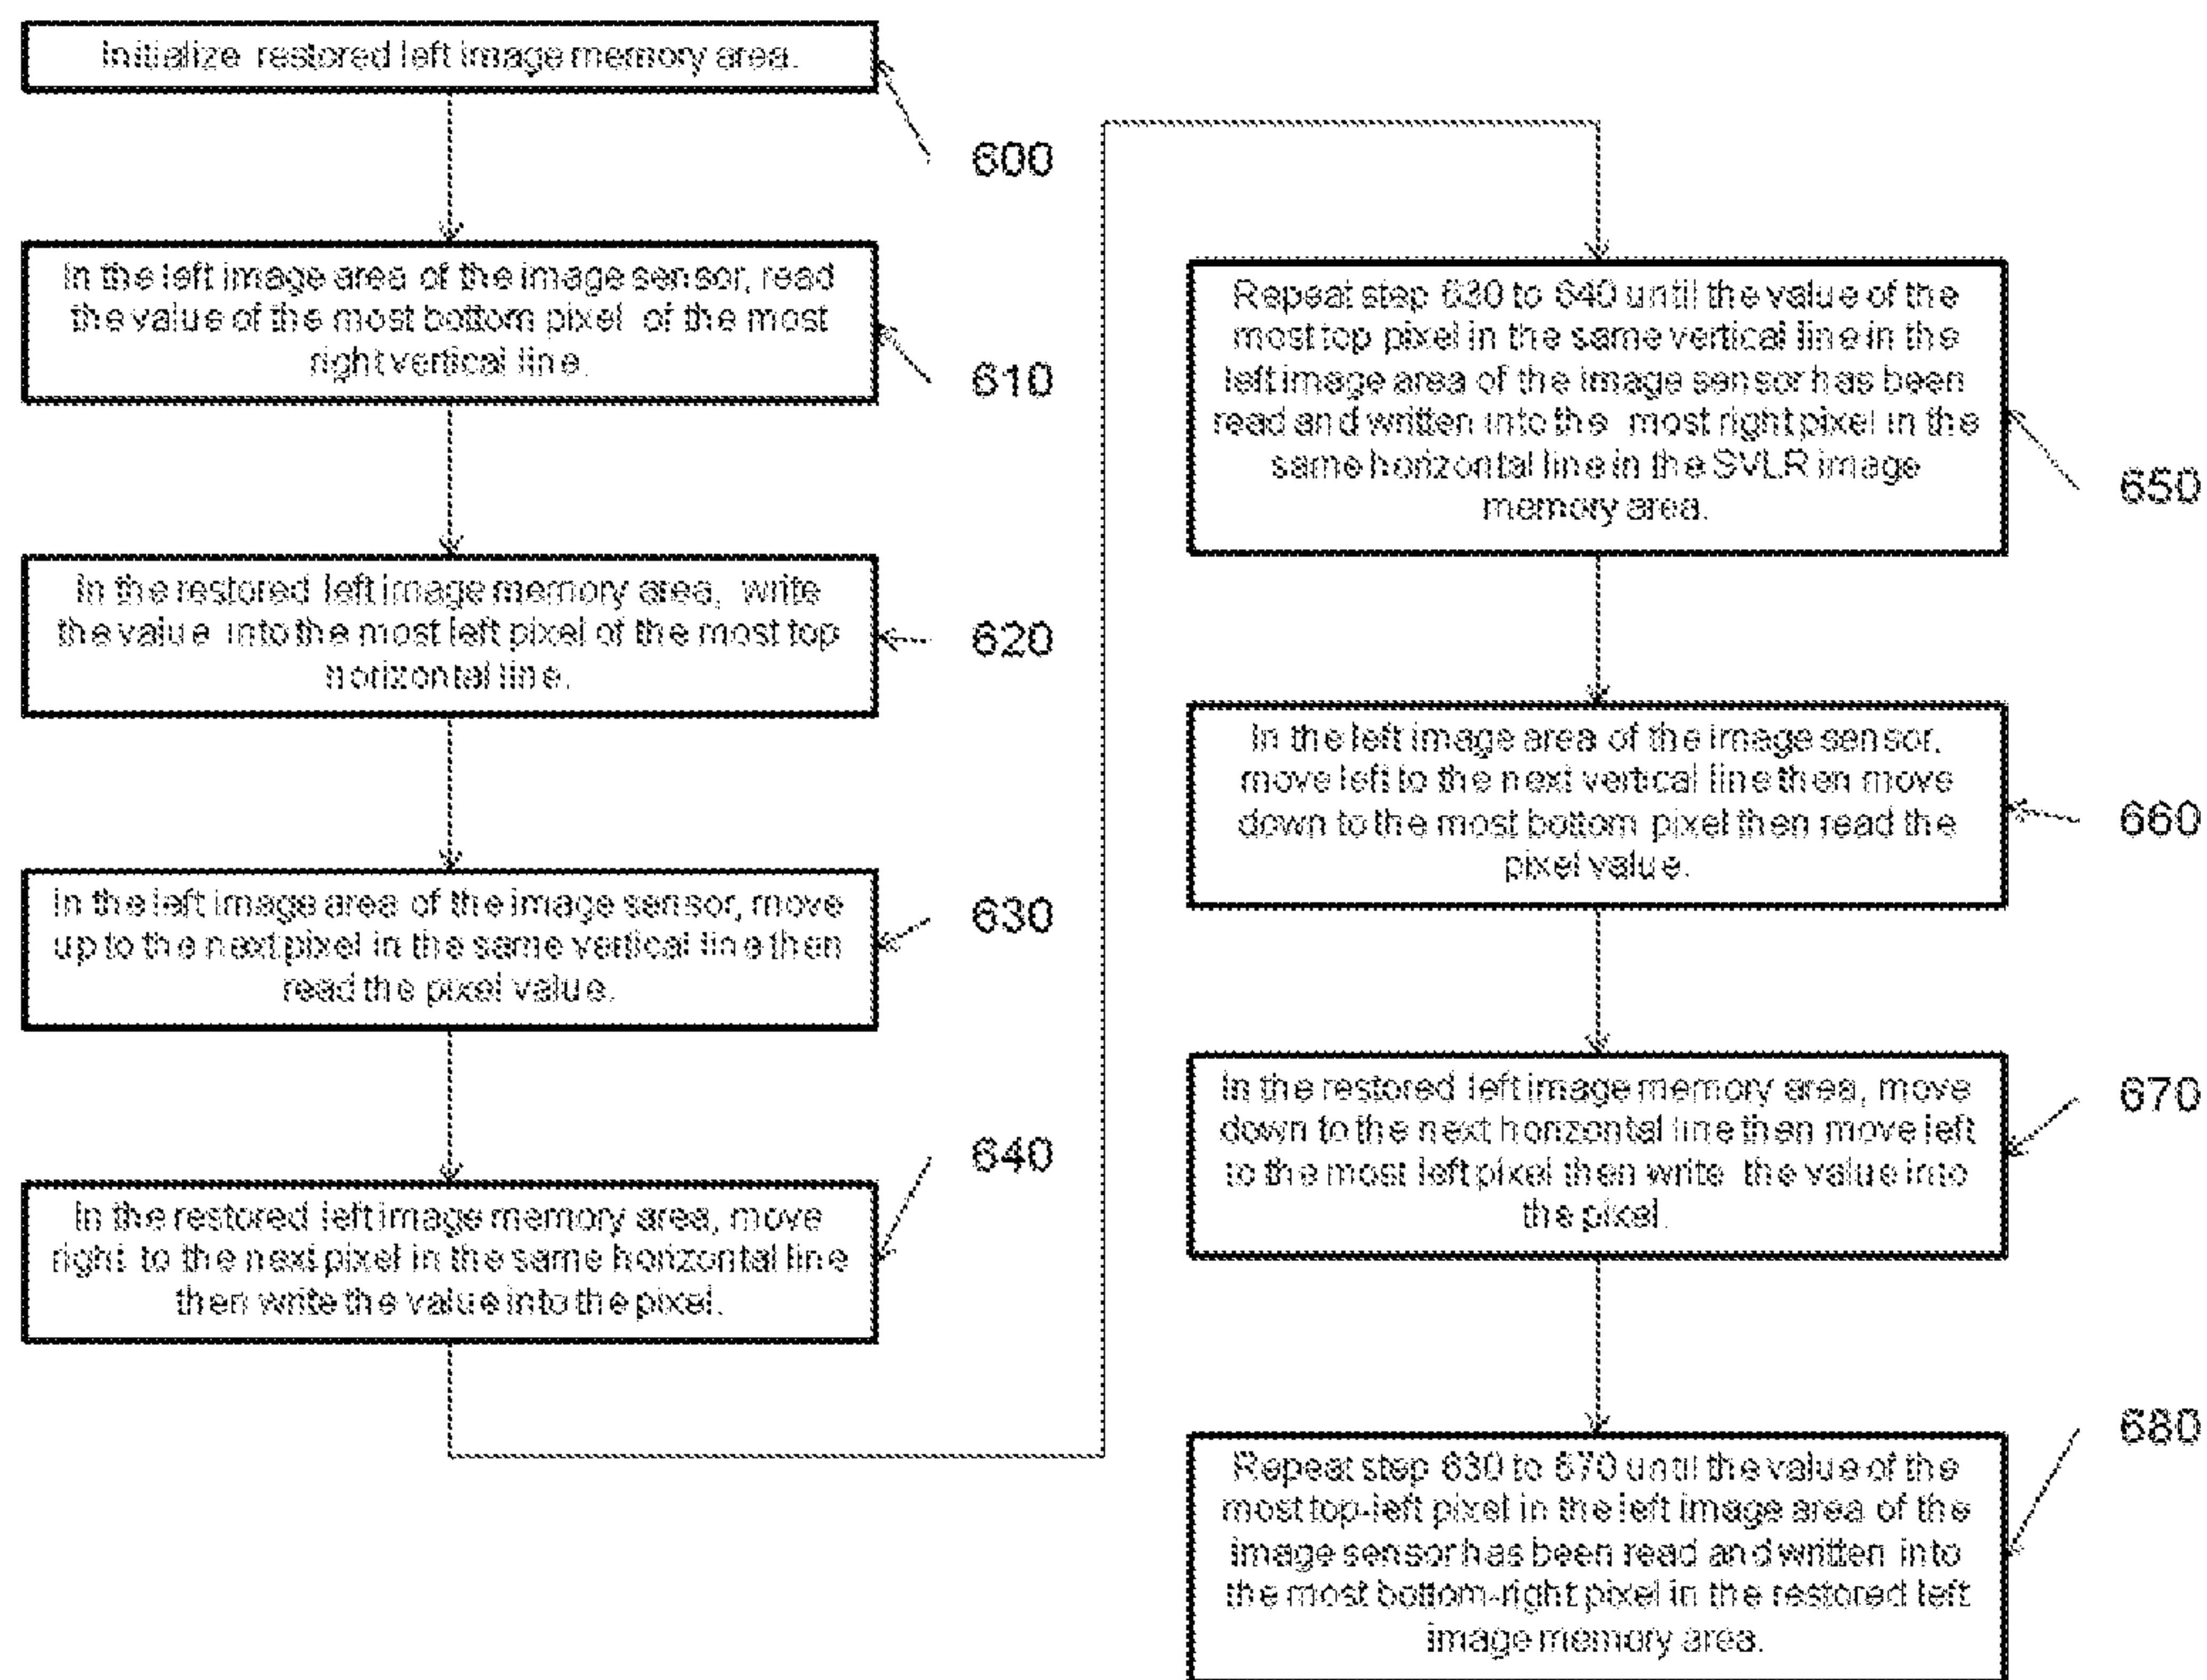 Initialize restored left image memory area.
600
In the left image area of the image sensor, read
the value of the most bottom pixel of the most
right vertical line.
610
In the restored left image memory area, write
the value into the most left pixel of the most top
horizontal line.
620
In the left image area of the image sensor, move
up to the next pixel in the same vertical line then
read the pixel value.
630
In the restored left image memory area, move
right to the next pixel in the same horizontal line
then write the value into the pixel.
640
Repeat step 630 to 640 until the value of the
most top pixel in the same vertical line in the
left image area of the image sensor has been
read and written into the most right pixel in the
same horizontal line in the SVLR image
memory area.
650
In the left image area of the image sensor,
move left to the next vertical line then move
down to the most bottom pixel then read the
pixel value.
660
In the restored left image memory area, move
down to the next horizontal line then move left
to the most left pixel then write the value into
the pixel.
670
Repeat step 630 to 670 until the value of the
most top-left pixel in the left image area of the
image sensor has been read and written into
the most bottom-right pixel in the restored left
image memory area.
680